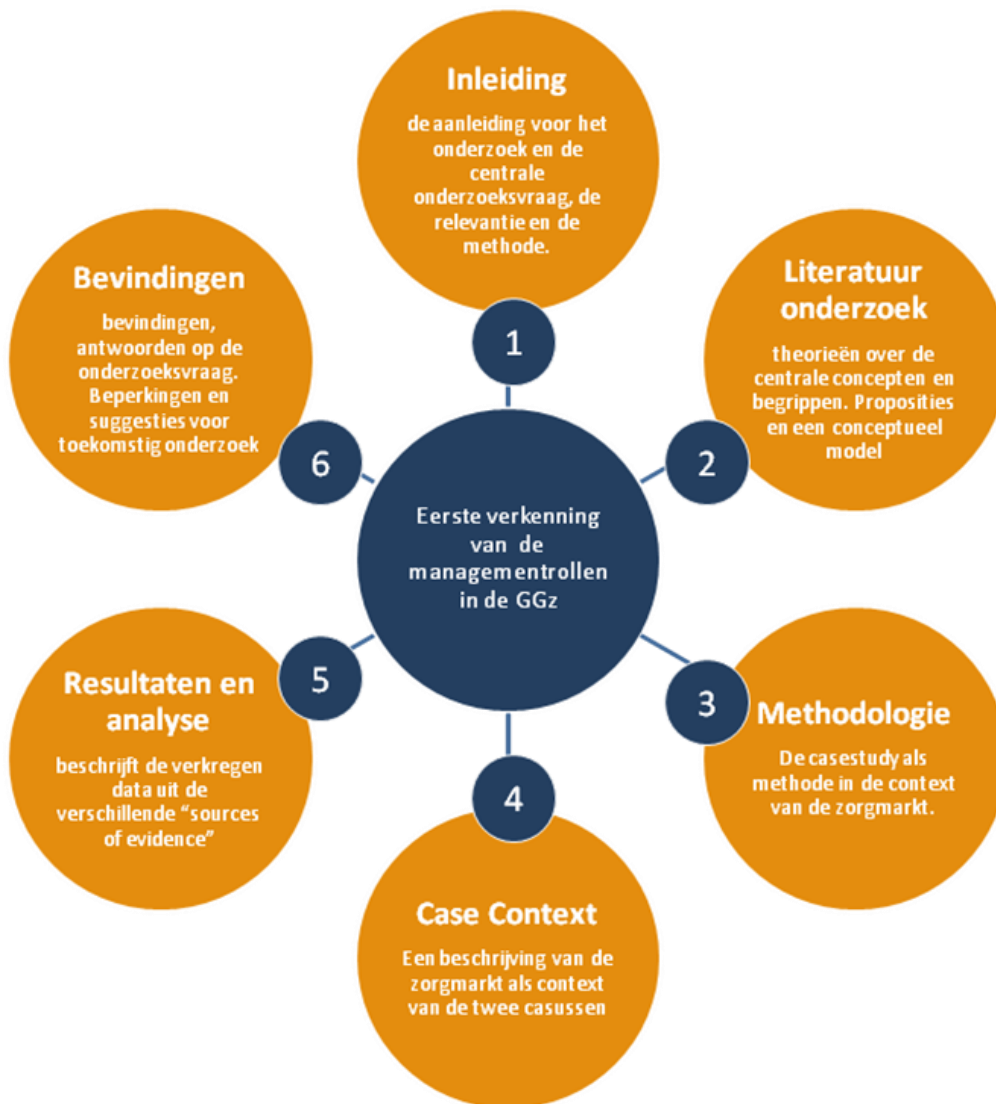 Inleiding
de aanleiding voor het
onderzoek en de
centrale
onderzoeksvraag, de
relevantie en de
methode.
1
Literatuur
onderzoek
theorieën over de
centrale concepten en
begrippen. Proposities
en een conceptueel
model
2
Methodologie
De casestudy als
methode in de context
van de zorgmarkt.
3
Case Context
Een beschrijving van de
zorgmarkt als context
van de twee casussen
4
Resultaten en
analyse
beschrijft de verkregen
data uit de
verschillende “sources
of evidence”
5
Bevindingen
bevindingen,
antwoorden op de
onderzoeksvraag.
Beperkingen en
suggesties voor
toekomstig onderzoek
6
Eerste verkenning
van de
managementrollen
in de GGz